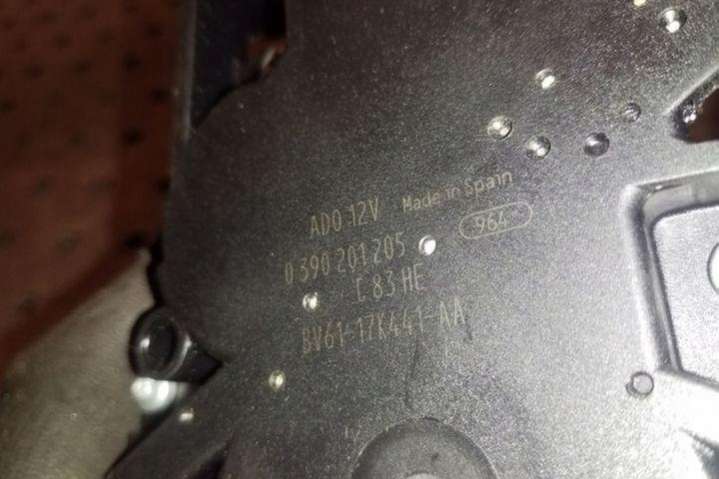 ADO 12V Made in Spain
964
0 390 201 205
C 83 HE
BV61-17K441-AA